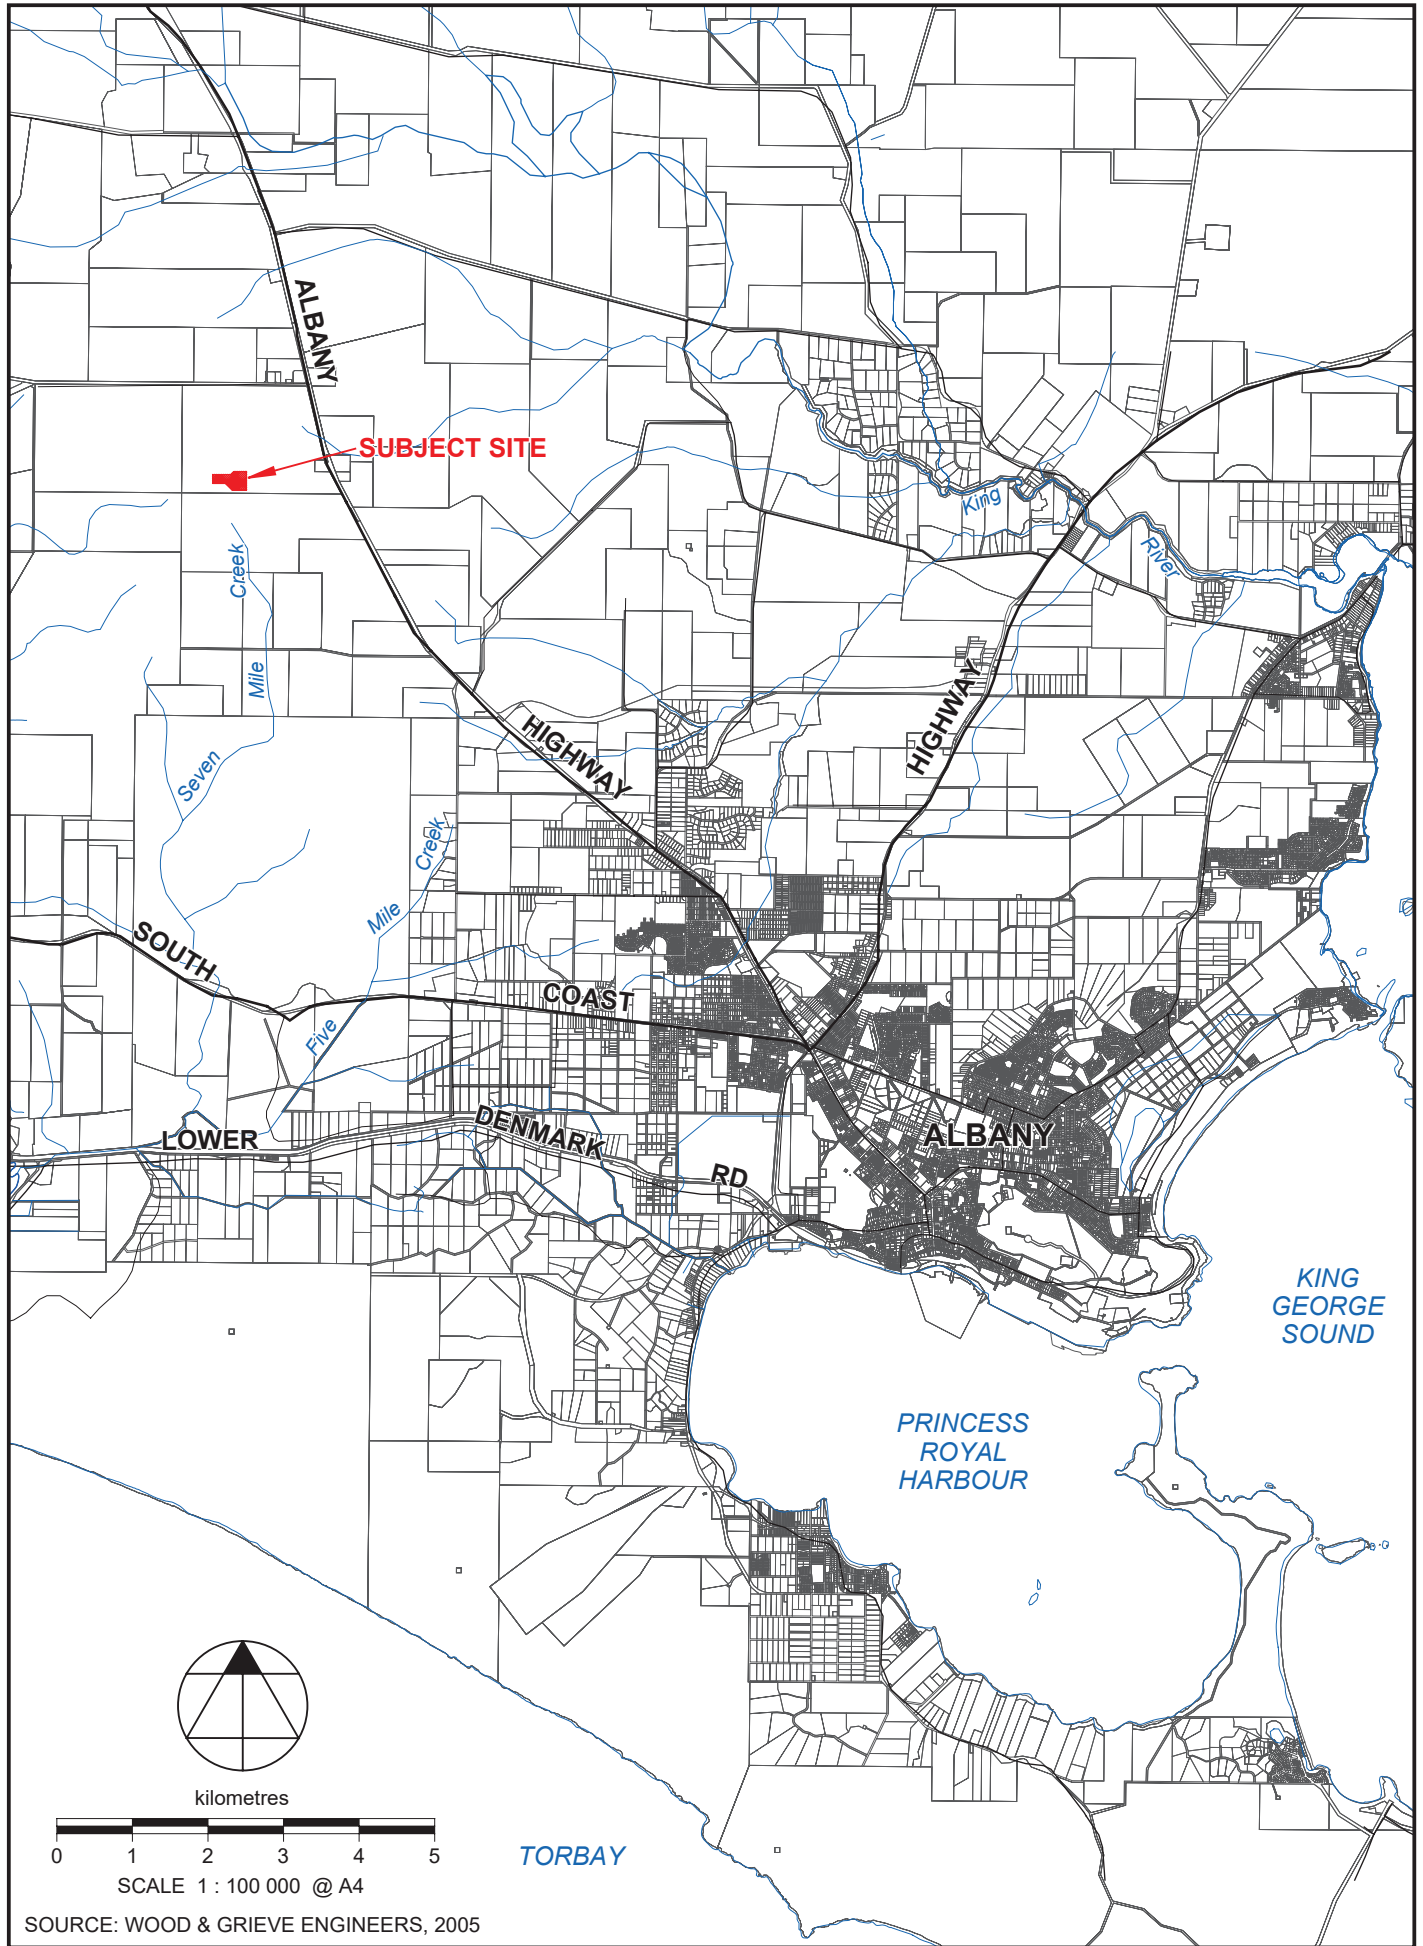 ALBANY
SUBJECT SITE
King
River
Creek
Mile
Seven
HIGHWAY
HIGHWAY
Creek
Mile
Five
SOUTH
COAST
LOWER
DENMARK
RD
ALBANY
KING
GEORGE
SOUND
PRINCESS
ROYAL
HARBOUR
TORBAY
kilometres
0 1 2 3 4 5
SCALE 1 : 100 000 @ A4
SOURCE: WOOD & GRIEVE ENGINEERS, 2005